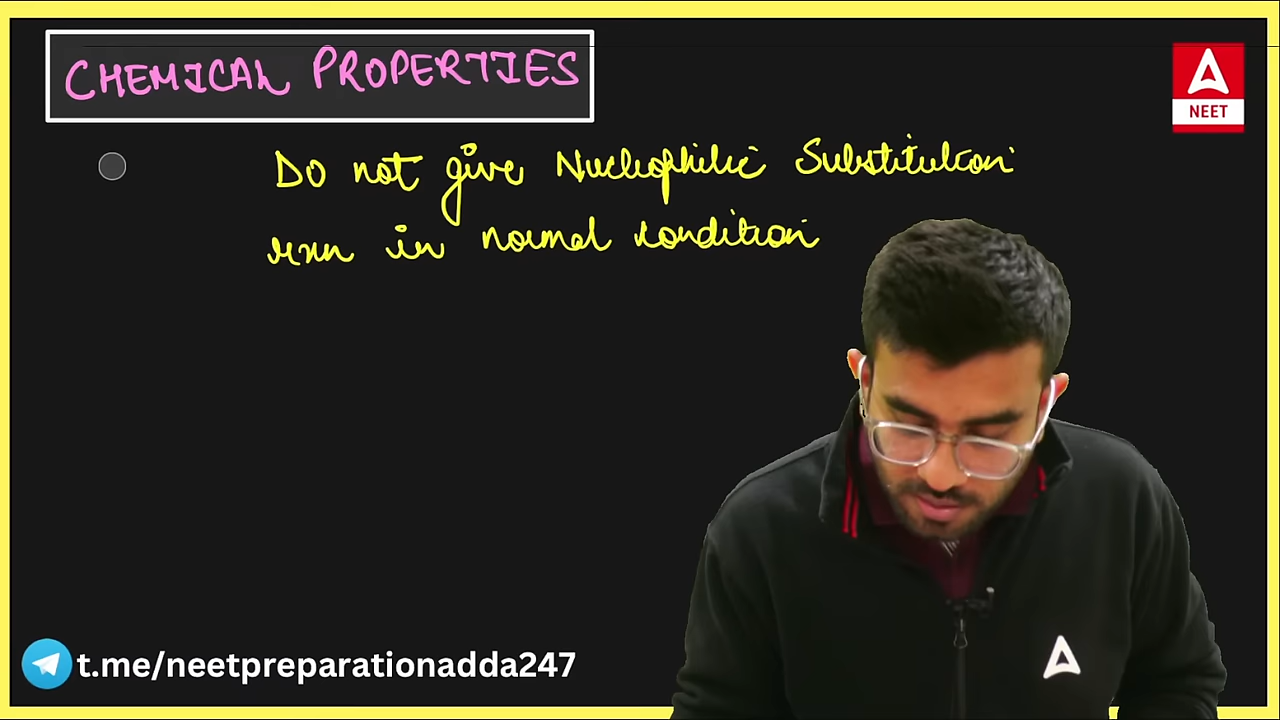 CHEMICAL PROPERTIES
NEET
Do not give Nucleophilic Substitution
rxn in normal condition
t.me/neetpreparationadda247